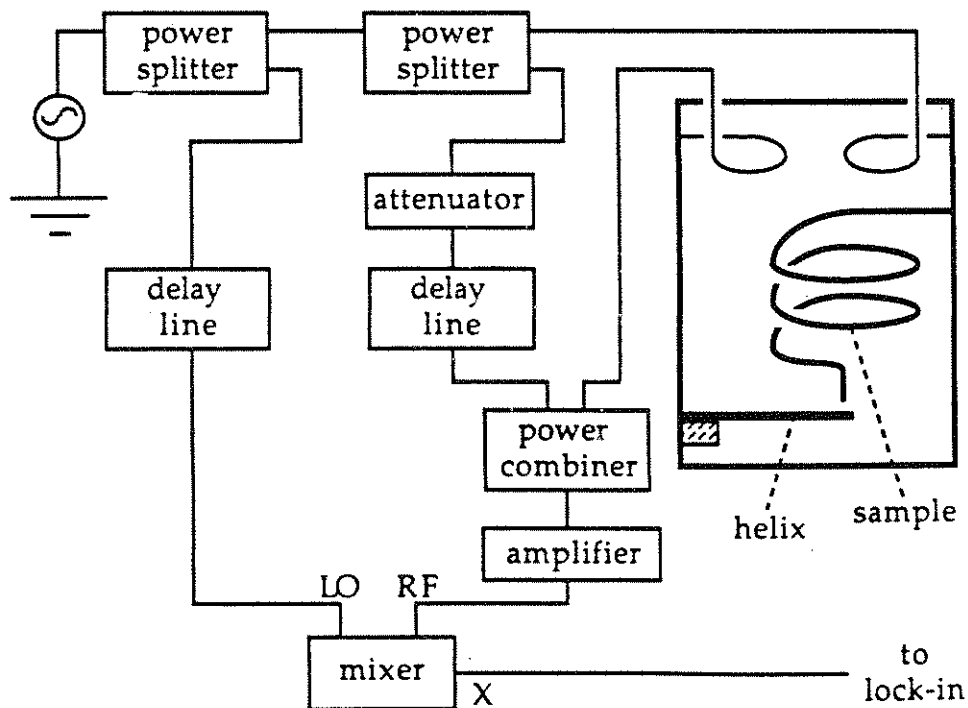 power
splitter
power
splitter
attenuator
delay
line
delay
line
power
combiner
helix
sample
amplifier
LO
RF
mixer
X
to
lock-in